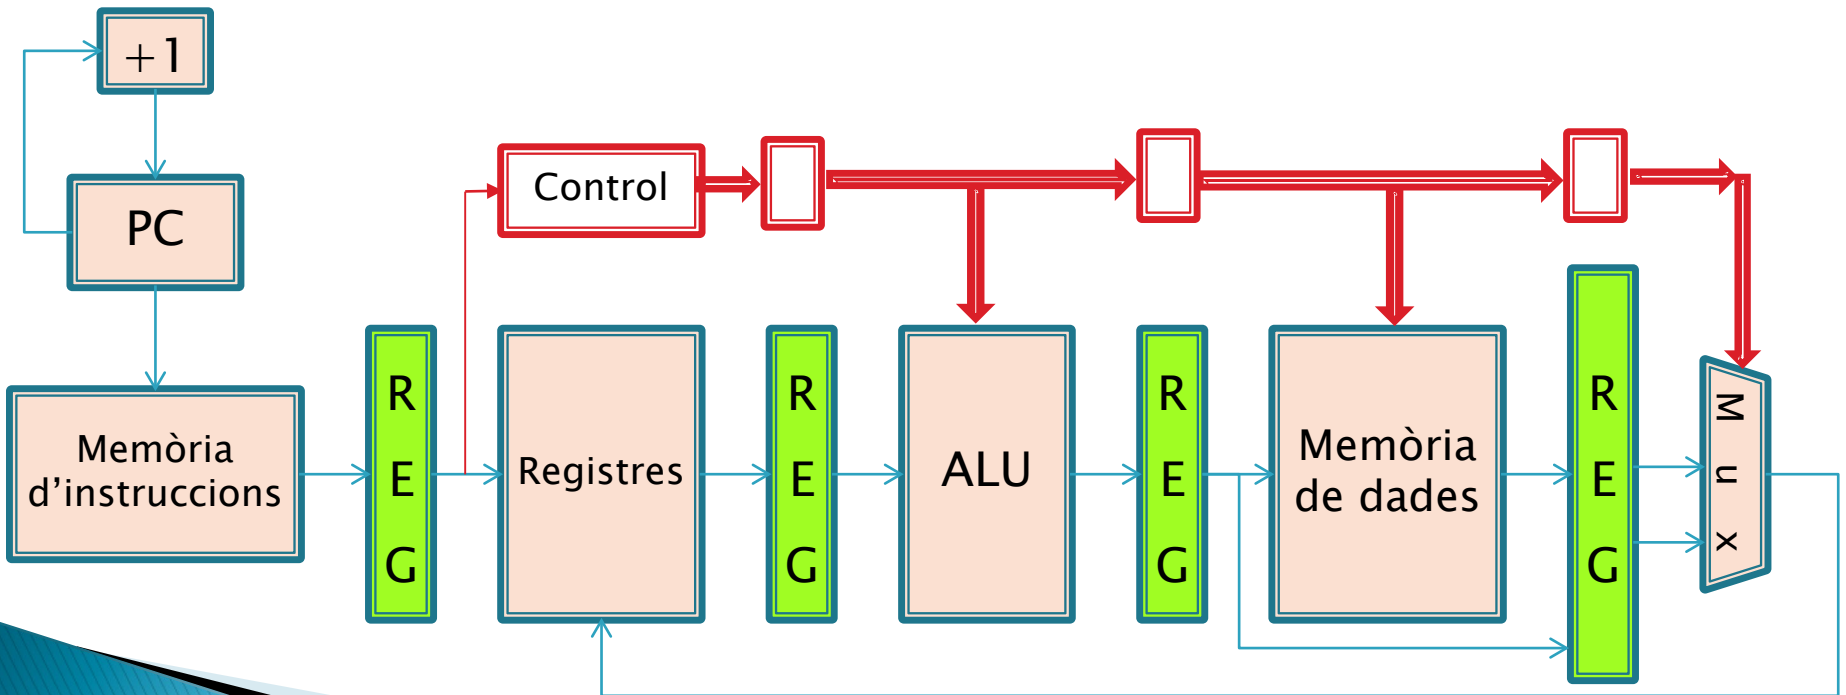 +1
PC
Control
Memòria
d'instruccions
R
E
G
Registres
R
E
G
ALU
R
E
G
Memòria
de dades
R
E
G
M
u
x